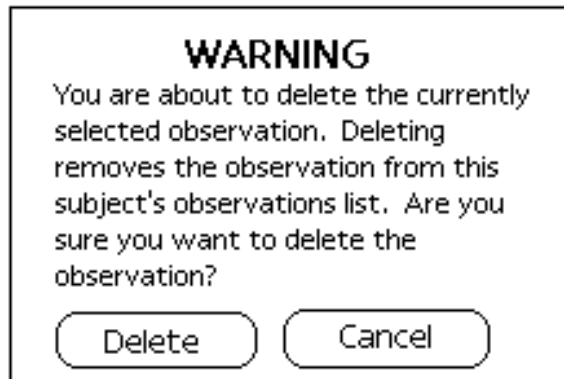 WARNING
You are about to delete the currently
selected observation.  Deleting
removes the observation from this
subject's observations list.  Are you
sure you want to delete the
observation?
Delete
Cancel